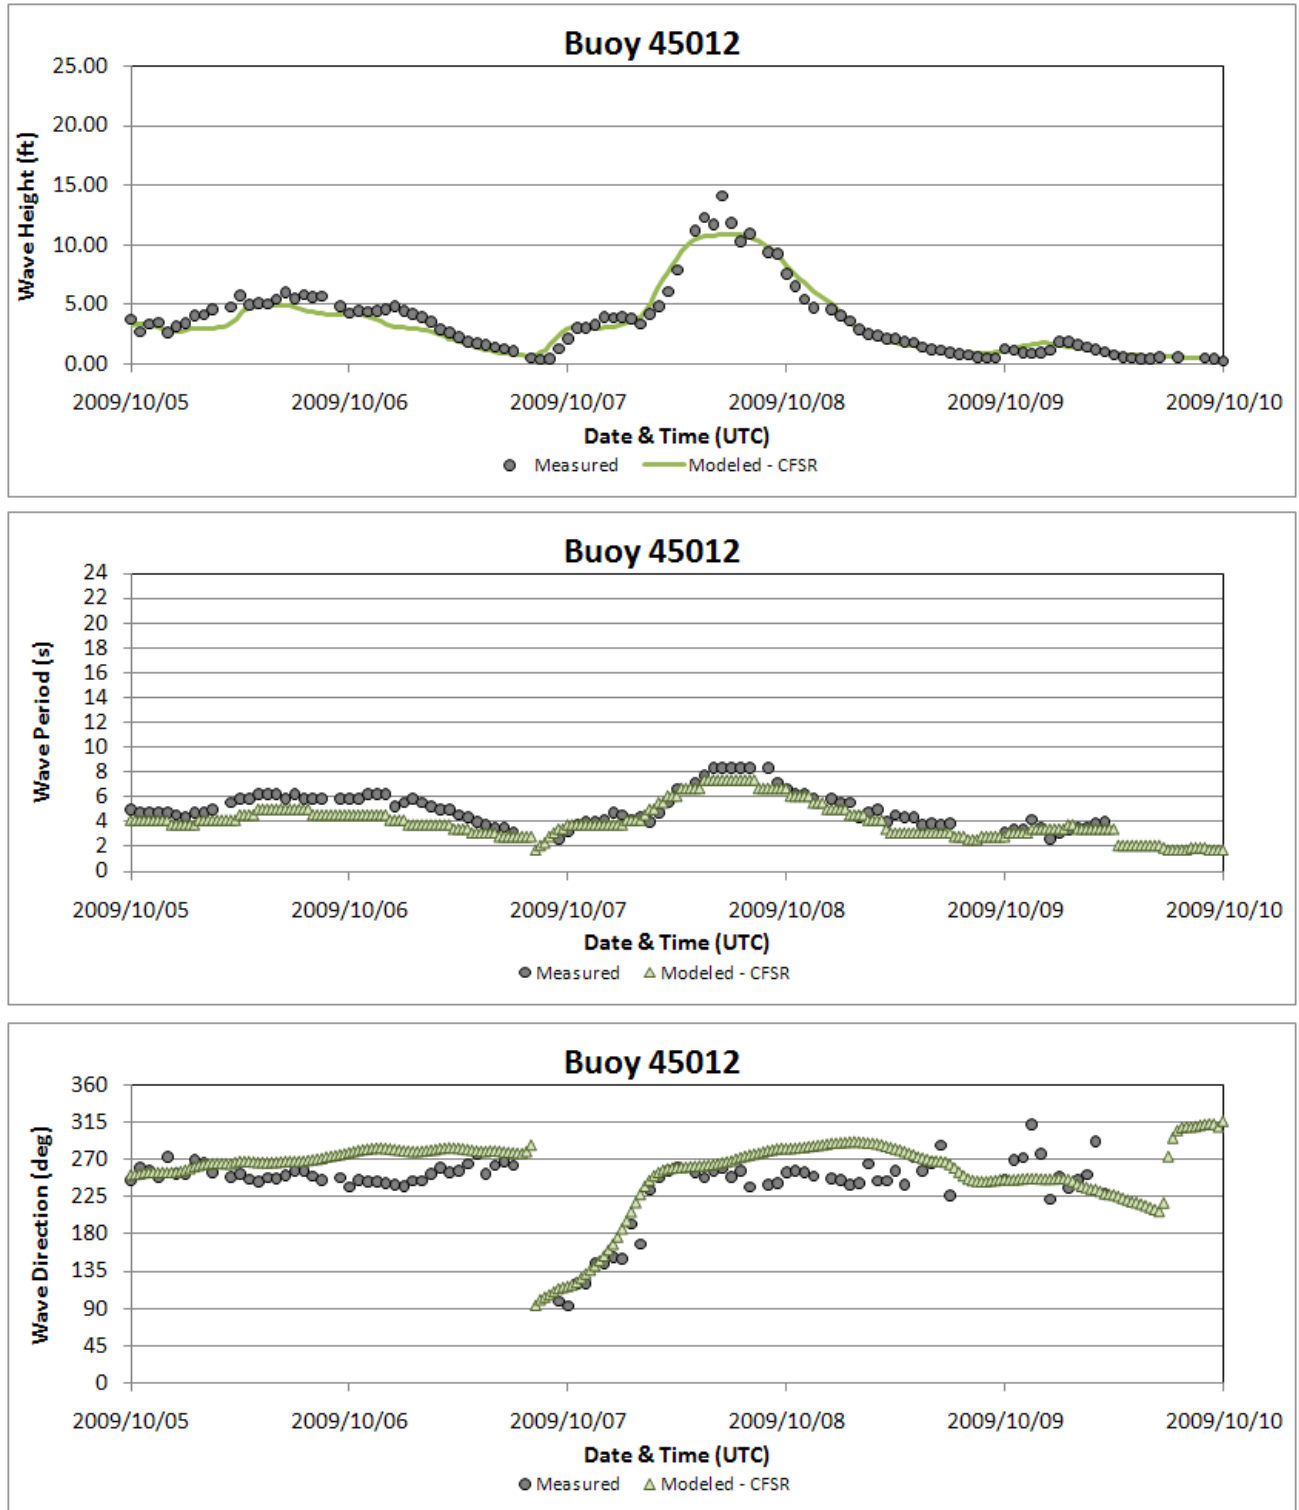 Buoy 45012
25.00
20.00
15.00
10.00
5.00
0.00
Wave Height (ft)
2009/10/05 2009/10/06 2009/10/07 2009/10/08 2009/10/09 2009/10/10
Date & Time (UTC)
Measured Modeled - CFSR
Buoy 45012
24
22
20
18
16
14
12
10
8
6
4
2
0
Wave Period (s)
2009/10/05 2009/10/06 2009/10/07 2009/10/08 2009/10/09 2009/10/10
Date & Time (UTC)
Measured Modeled - CFSR
Buoy 45012
360
315
270
225
180
135
90
45
0
Wave Direction (deg)
2009/10/05 2009/10/06 2009/10/07 2009/10/08 2009/10/09 2009/10/10
Date & Time (UTC)
Measured Modeled - CFSR